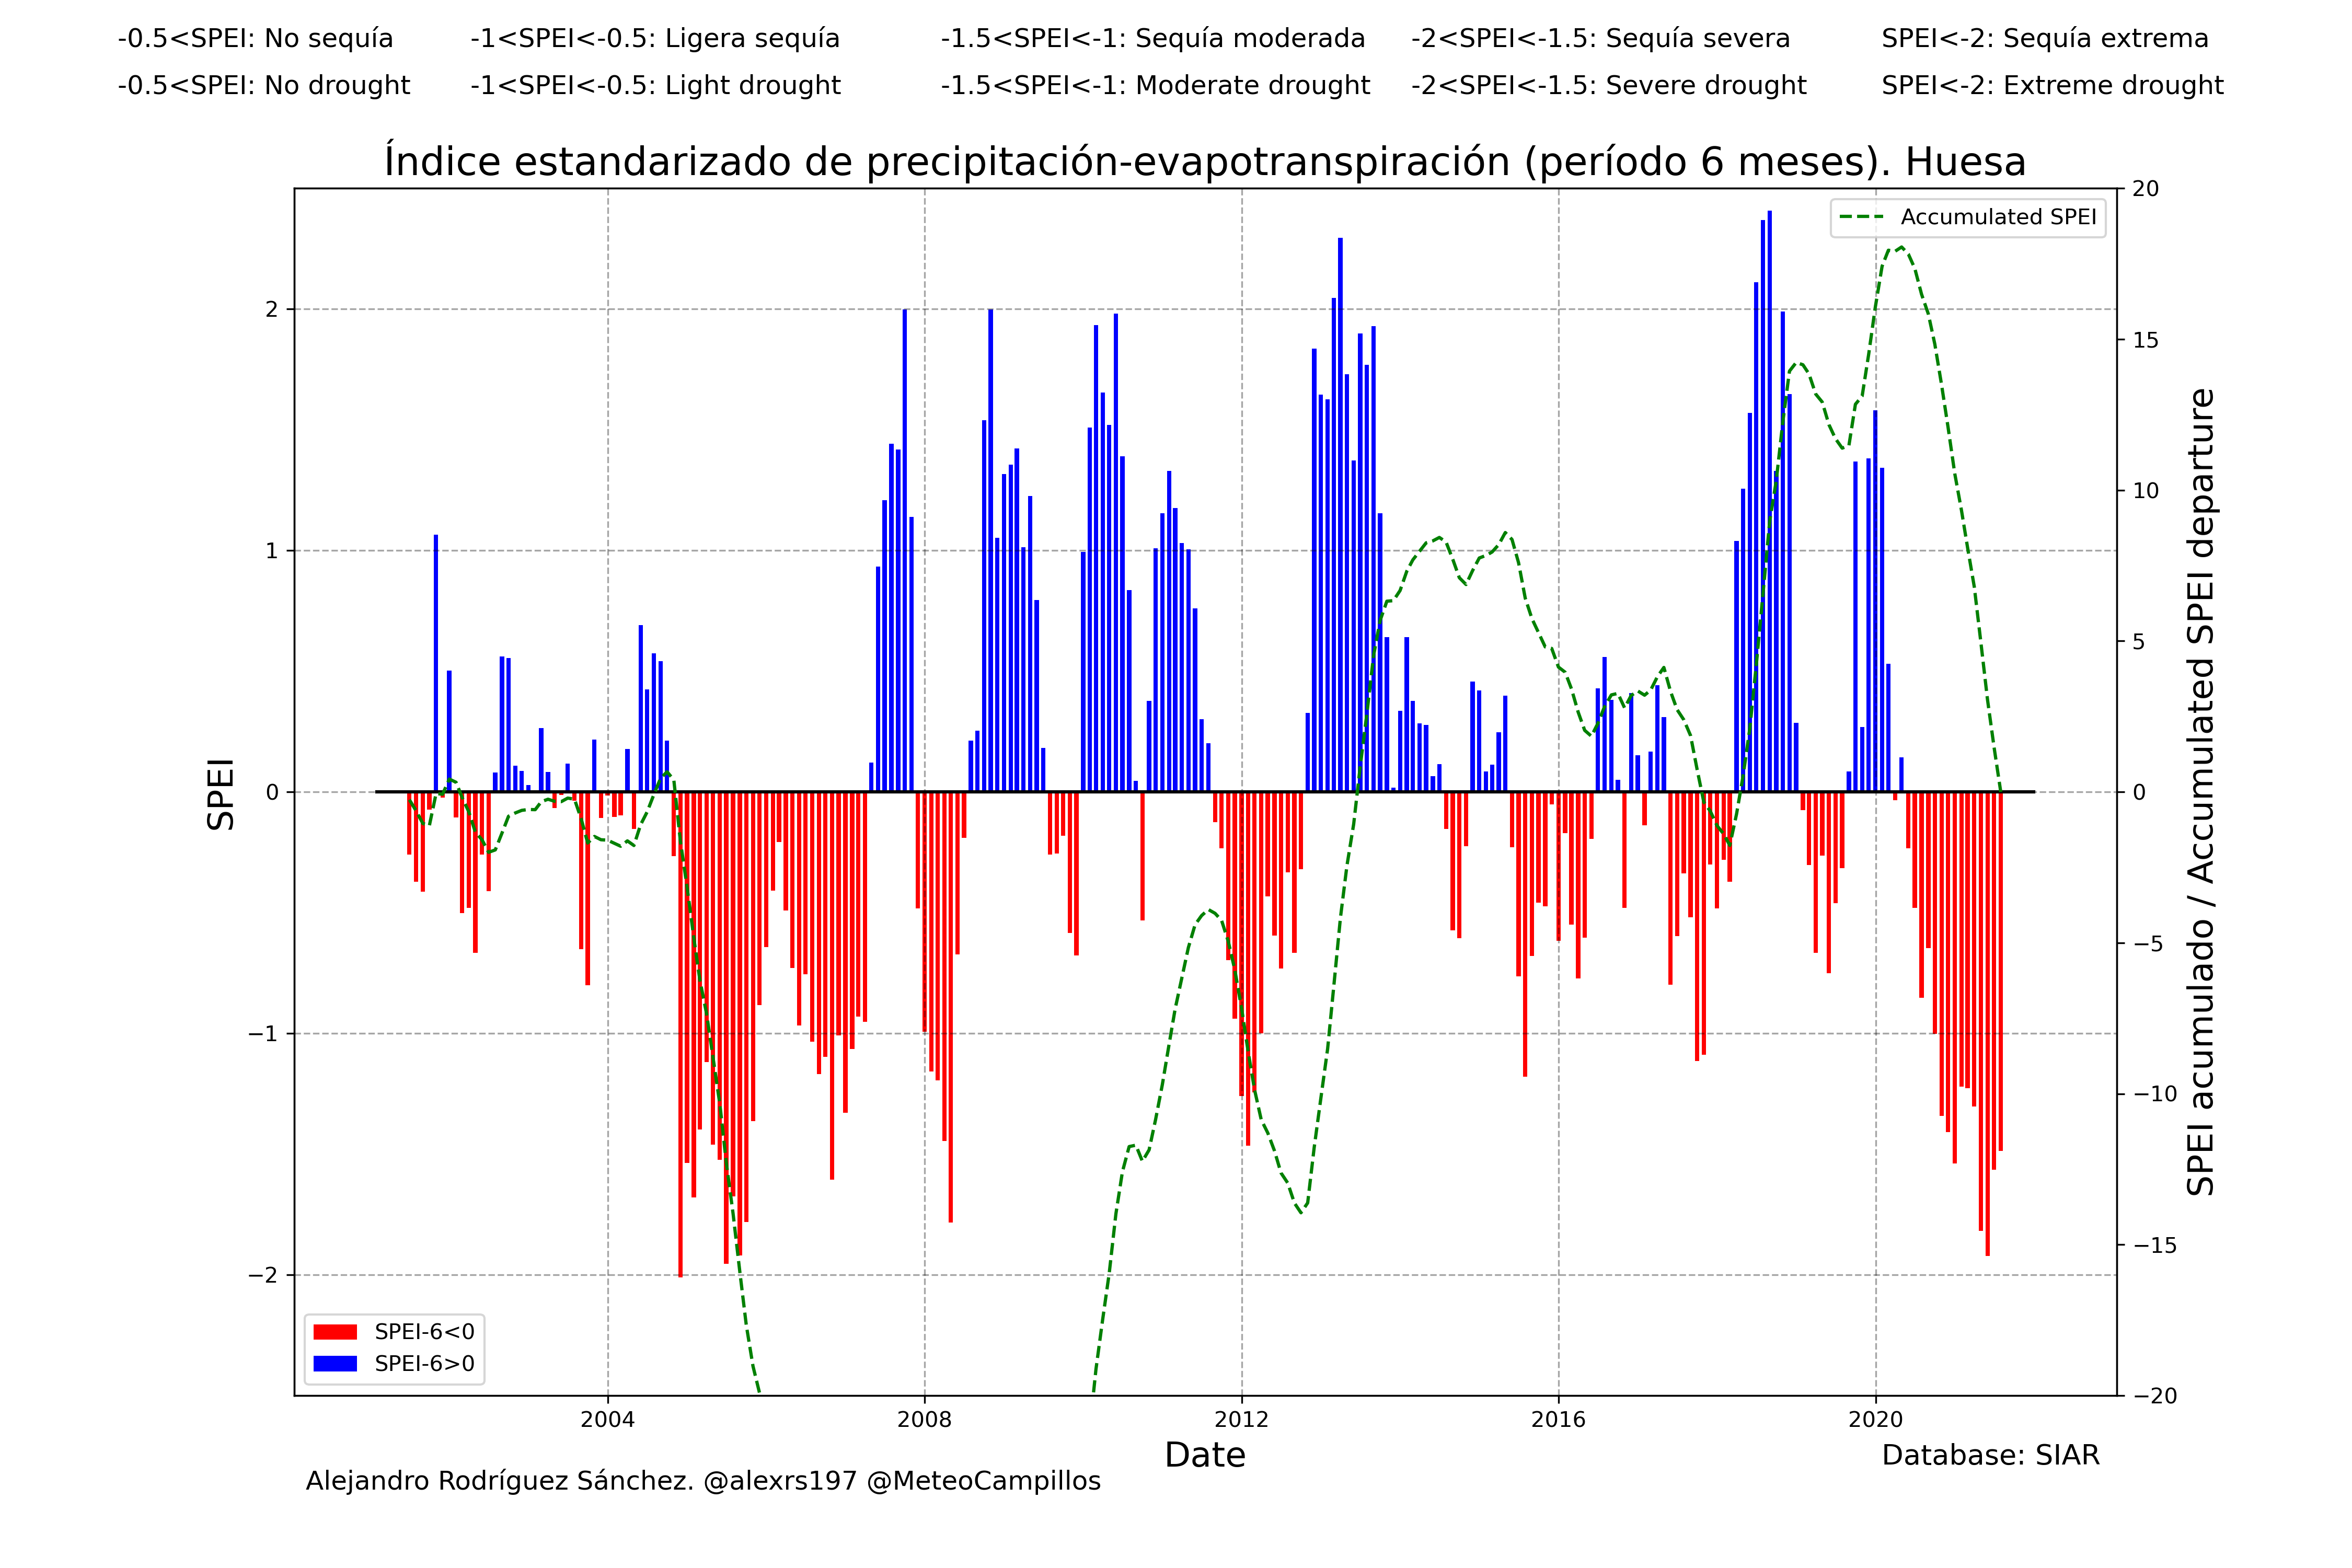 -0.5<SPEI: No sequía -1<SPEI<-0.5: Ligera sequía -1.5<SPEI<-1: Sequía moderada -2<SPEI<-1.5: Sequía severa SPEI<-2: Sequía extrema
-0.5<SPEI: No drought -1<SPEI<-0.5: Light drought -1.5<SPEI<-1: Moderate drought -2<SPEI<-1.5: Severe drought SPEI<-2: Extreme drought
Índice estandarizado de precipitación-evapotranspiración (período 6 meses). Huesa
Accumulated SPEI
SPEI
2
1
0
−1
−2
20
15
10
5
0
−5
−10
−15
−20
SPEI acumulado / Accumulated SPEI departure
SPEI-6<0
SPEI-6>0
2004 2008 2012 2016 2020
Date
Database: SIAR
Alejandro Rodríguez Sánchez. @alexrs197 @MeteoCampillos